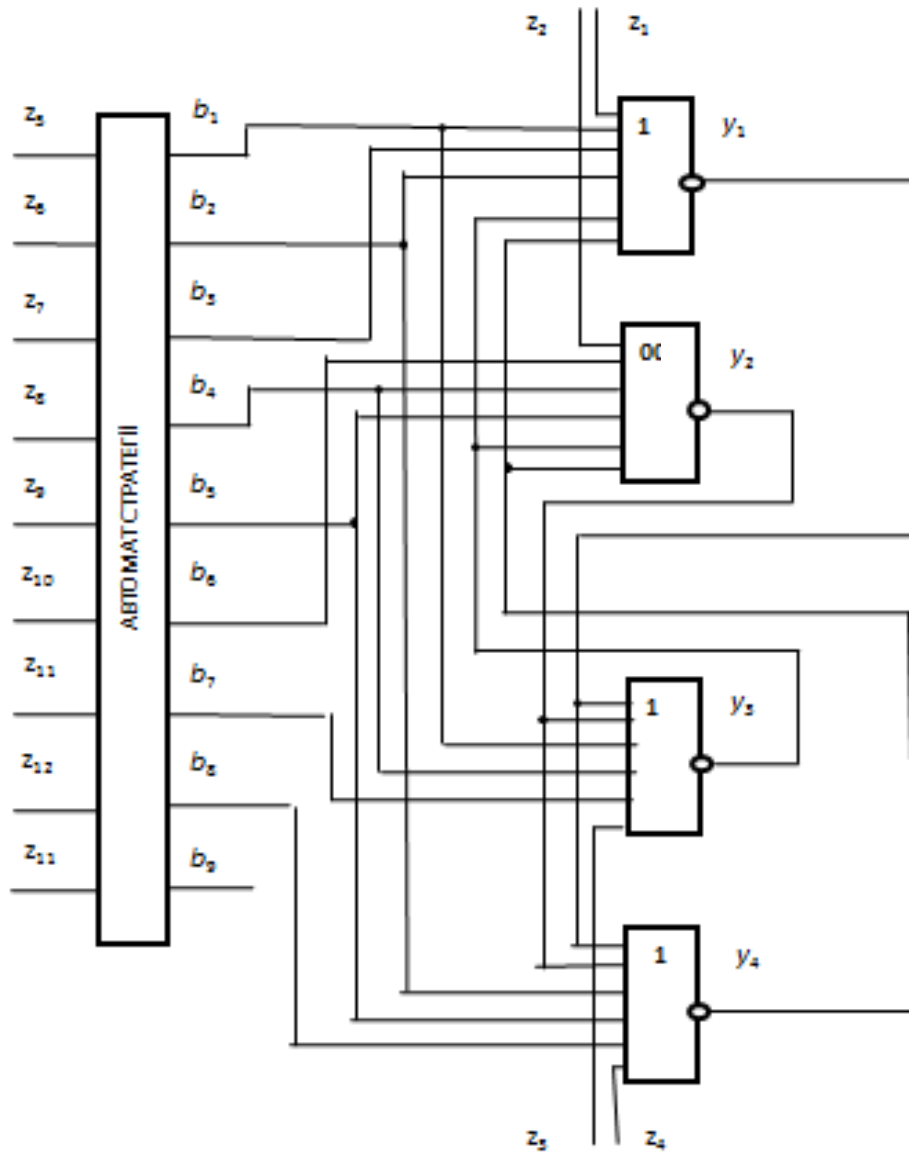 z₂ z₁
z₅ b₁ 1 y₁
z₆ b₂
z₇ b₃
00 y₂
z₈ b₄
z₉ b₅
z₁₀ b₆
z₁₁ b₇ 1 y₃
z₁₂ b₈
z₁₁ b₉
1 y₄
z₃ z₄
АВТОМАТ СТРАТЕГІЇ